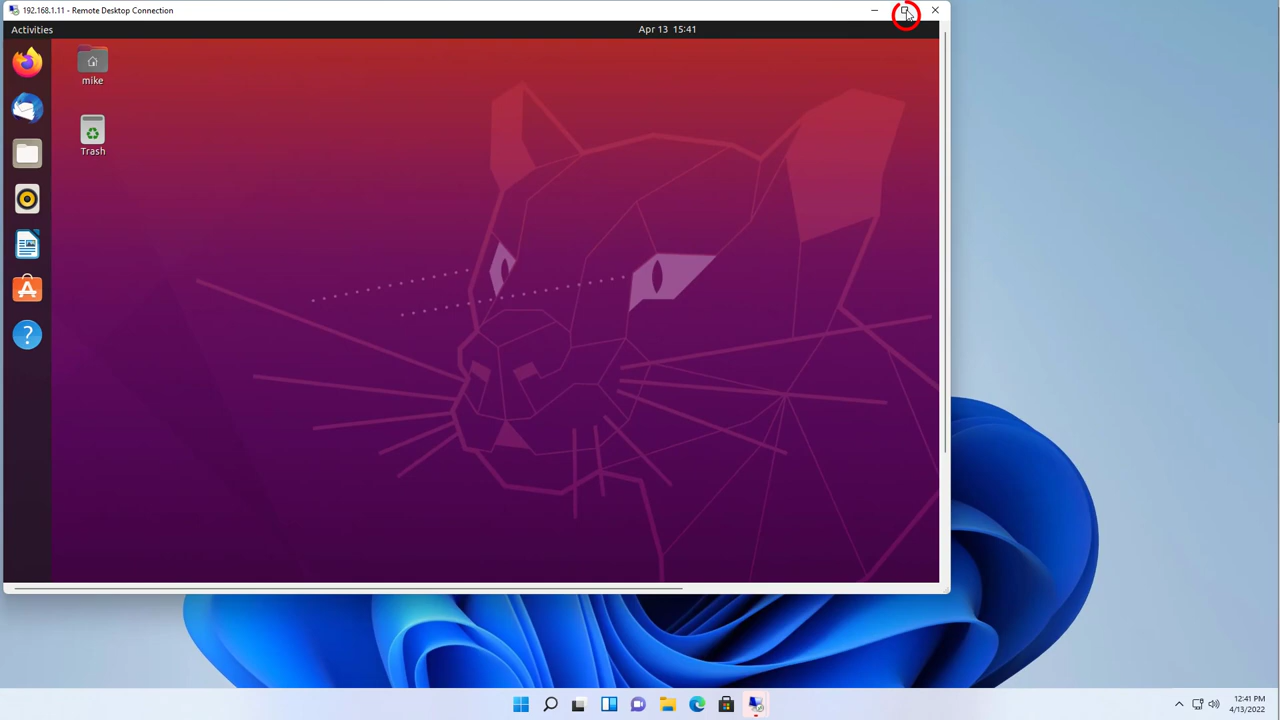 192.168.1.11 - Remote Desktop Connection
Activities
Apr 13 15:41
mike
Trash
?
12:41 PM
4/13/2022